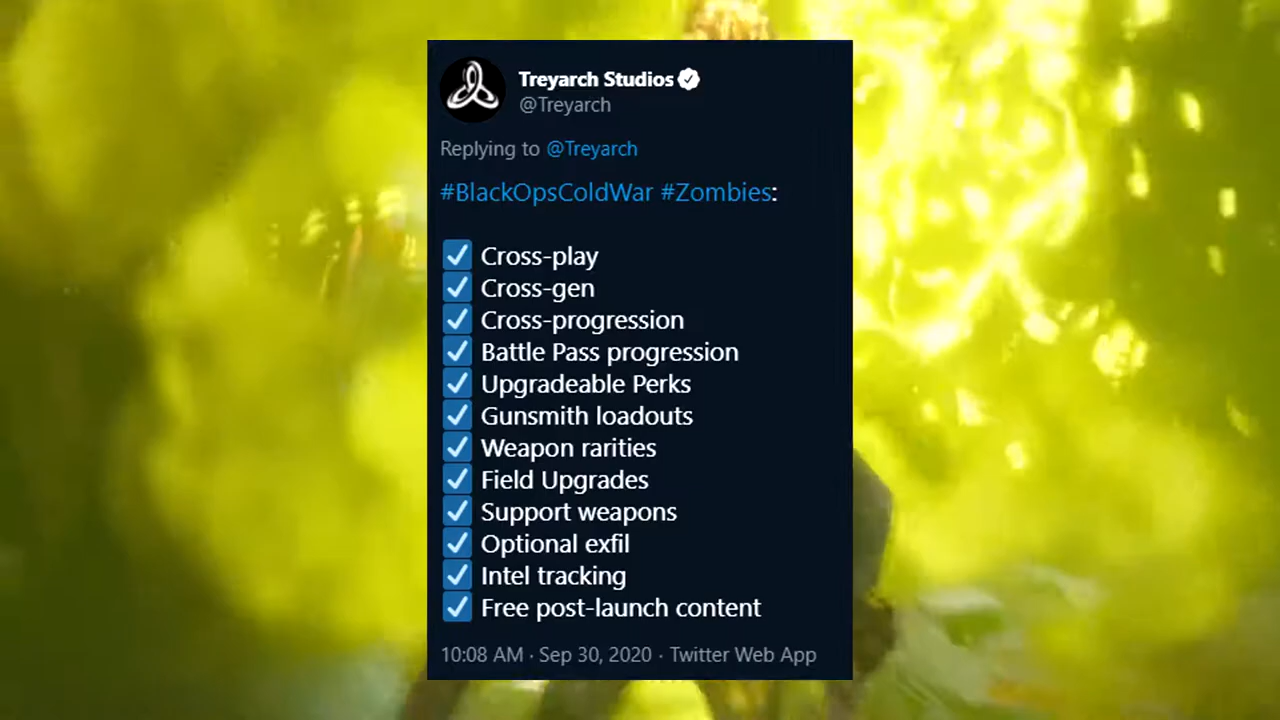 Treyarch Studios
@Treyarch
Replying to @Treyarch
#BlackOpsColdWar #Zombies:
Cross-play
Cross-gen
Cross-progression
Battle Pass progression
Upgradeable Perks
Gunsmith loadouts
Weapon rarities
Field Upgrades
Support weapons
Optional exfil
Intel tracking
Free post-launch content
10:08 AM · Sep 30, 2020 · Twitter Web App